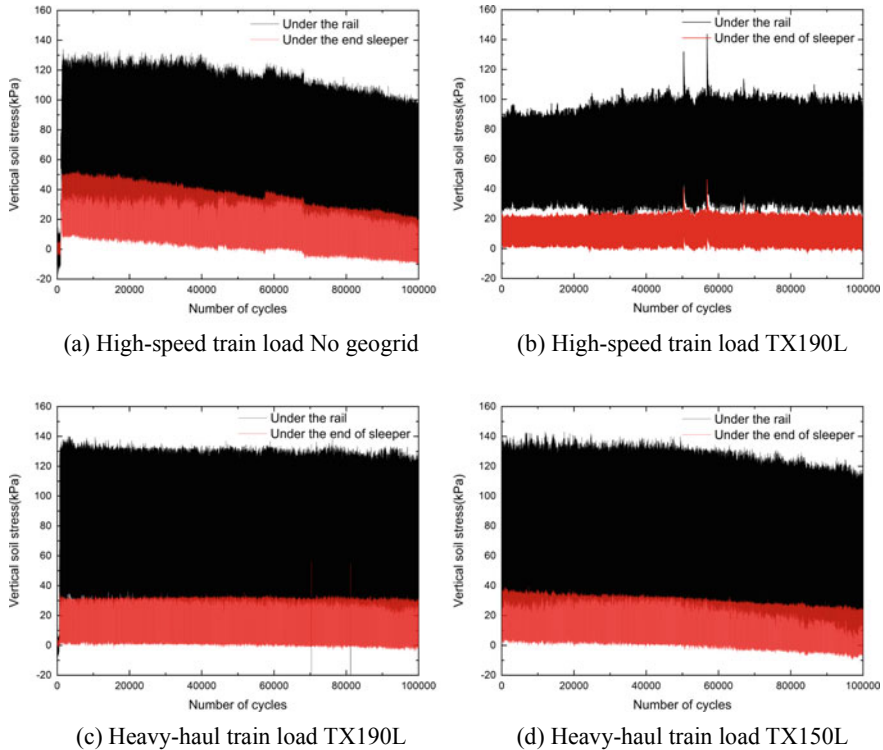 Under the rail
Under the end sleeper
Vertical soil stress(kPa)
160
140
120
100
80
60
40
20
0
-20
0 20000 40000 60000 80000 100000
Number of cycles
(a) High-speed train load No geogrid
Under the rail
Under the end of sleeper
Vertical soil stress(kPa)
160
140
120
100
80
60
40
20
0
-20
0 20000 40000 60000 80000 100000
Number of cycles
(b) High-speed train load TX190L
Under the rail
Under the end of sleeper
Vertical soil stress(kPa)
160
140
120
100
80
60
40
20
0
-20
0 20000 40000 60000 80000 100000
Number of cycles
(c) Heavy-haul train load TX190L
Under the rail
Under the end of sleeper
Vertical soil stress(kPa)
160
140
120
100
80
60
40
20
0
-20
0 20000 40000 60000 80000 100000
Number of cycles
(d) Heavy-haul train load TX150L